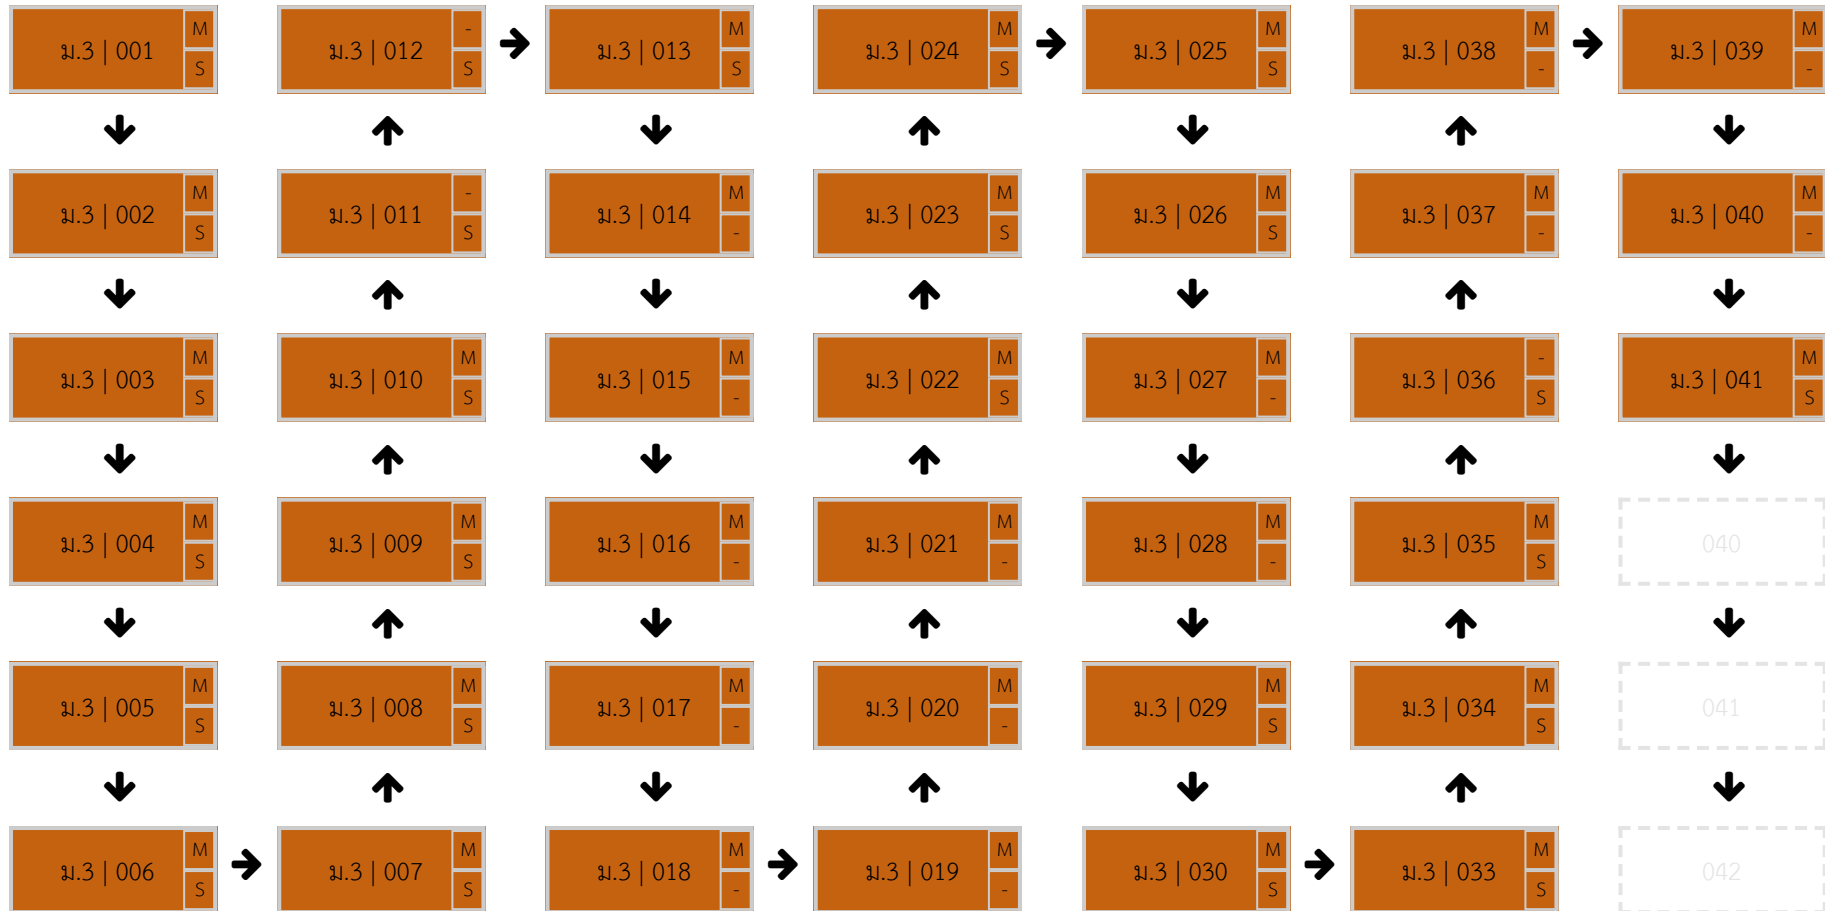 ม.3 | 001 M S
ม.3 | 012 - S
ม.3 | 013 M S
ม.3 | 024 M S
ม.3 | 025 M S
ม.3 | 038 M -
ม.3 | 039 M -
ม.3 | 002 M S
ม.3 | 011 - S
ม.3 | 014 M -
ม.3 | 023 M S
ม.3 | 026 M S
ม.3 | 037 M -
ม.3 | 040 M -
ม.3 | 003 M S
ม.3 | 010 M S
ม.3 | 015 M -
ม.3 | 022 M S
ม.3 | 027 M -
ม.3 | 036 - S
ม.3 | 041 M S
ม.3 | 004 M S
ม.3 | 009 M S
ม.3 | 016 M -
ม.3 | 021 M -
ม.3 | 028 M -
ม.3 | 035 M S
040
ม.3 | 005 M S
ม.3 | 008 M S
ม.3 | 017 M -
ม.3 | 020 M -
ม.3 | 029 M S
ม.3 | 034 M S
041
ม.3 | 006 M S
ม.3 | 007 M S
ม.3 | 018 M -
ม.3 | 019 M -
ม.3 | 030 M S
ม.3 | 033 M S
042